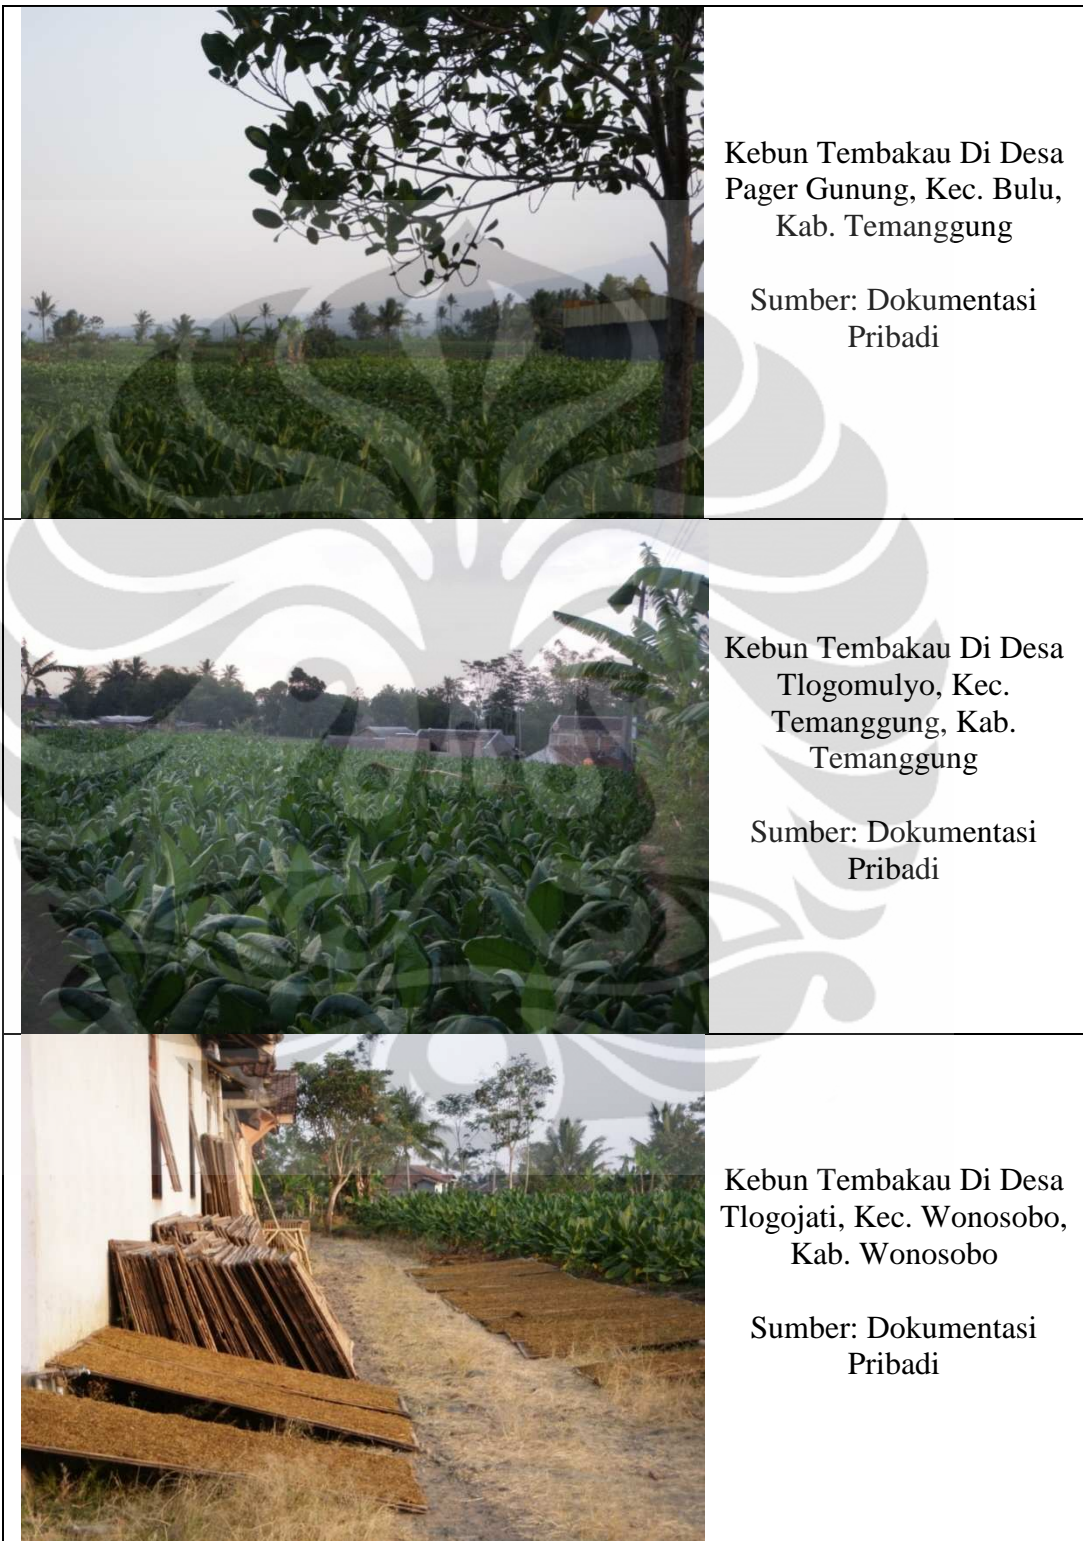 Kebun Tembakau Di Desa
Pager Gunung, Kec. Bulu,
Kab. Temanggung
Sumber: Dokumentasi
Pribadi
Kebun Tembakau Di Desa
Tlogomulyo, Kec.
Temanggung, Kab.
Temanggung
Sumber: Dokumentasi
Pribadi
Kebun Tembakau Di Desa
Tlogojati, Kec. Wonosobo,
Kab. Wonosobo
Sumber: Dokumentasi
Pribadi